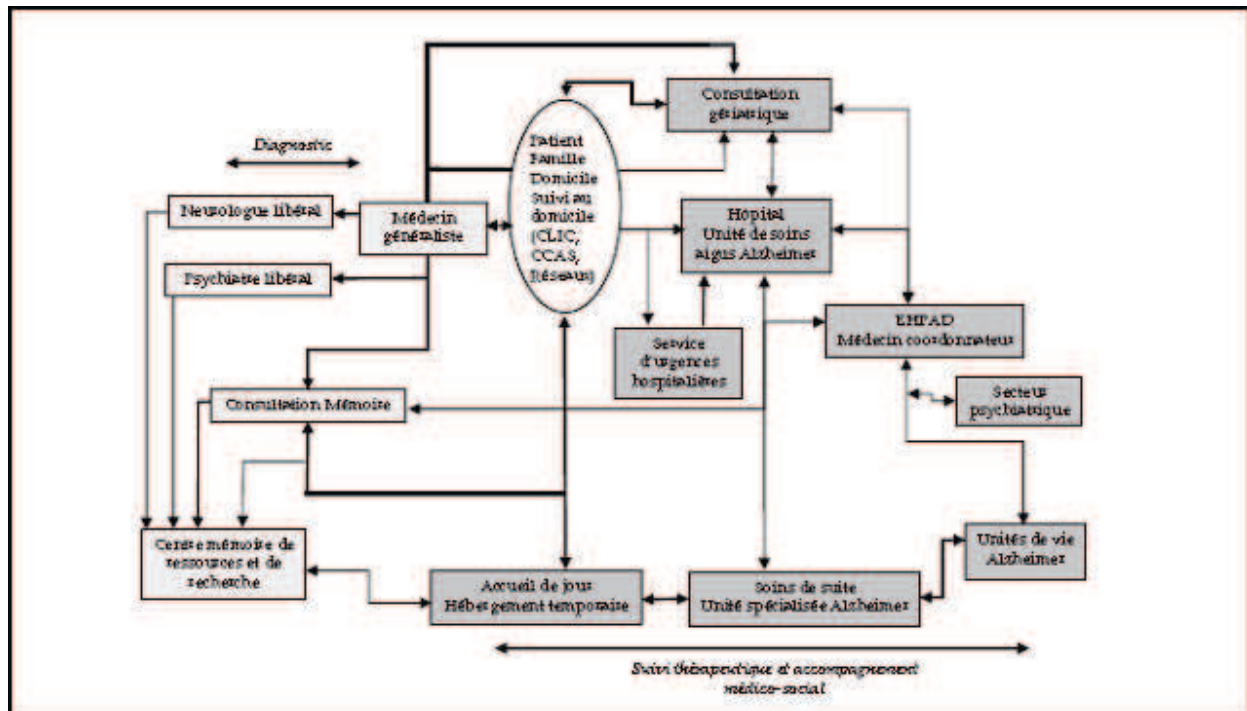 Consultation
gériatrique
Diagnostic
Patient
Famille
Domicile
Suivi au
domicile
(CLIC,
CCAS,
Réseaux)
Neurologue libéral
Médecin
généraliste
Hôpital
Unité de soins
aigus Alzheimer
Psychiatre libéral
EHPAD
Médecin coordonnateur
Service
d'urgences
hospitalières
Secteur
psychiatrique
Consultation Mémoire
Centre mémoire de
ressources et de
recherche
Unités de vie
Alzheimer
Accueil de jour
Hébergement temporaire
Soins de suite
Unité spécialisée Alzheimer
Suivi thérapeutique et accompagnement
médico-social